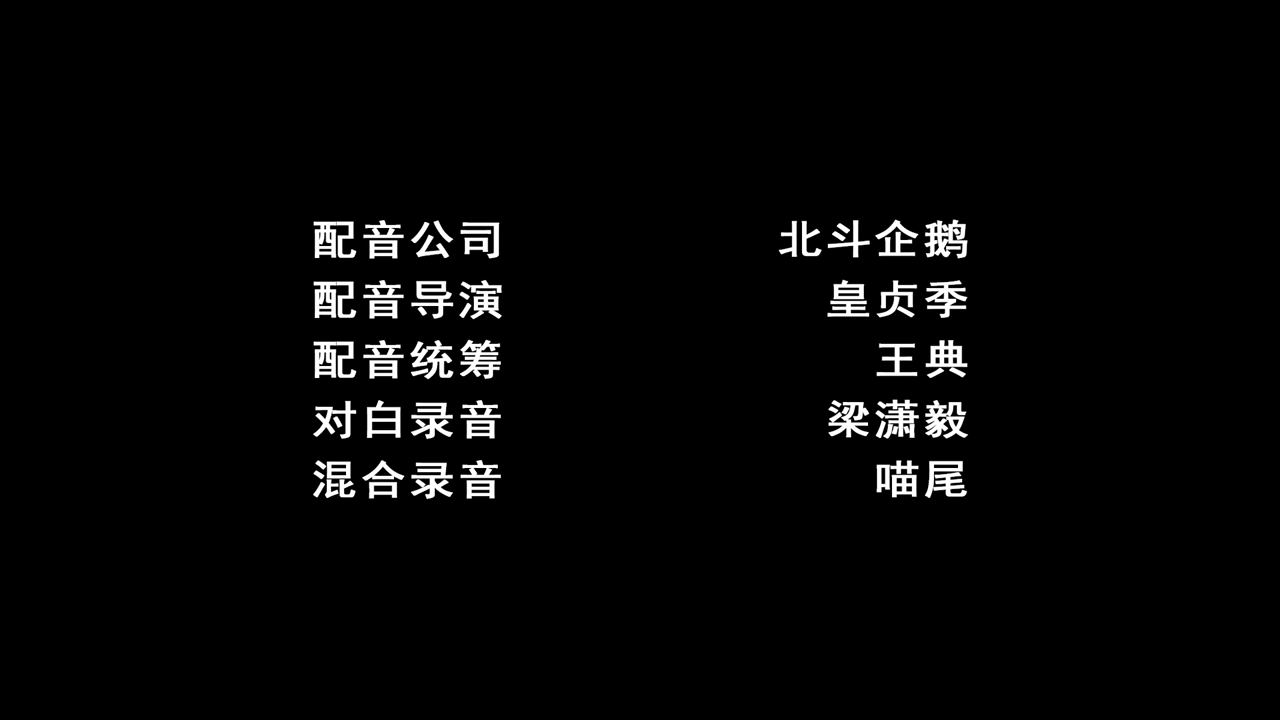 配音公司 北斗企鹅
配音导演 皇贞季
配音统筹 王典
对白录音 梁潇毅
混合录音 喵尾